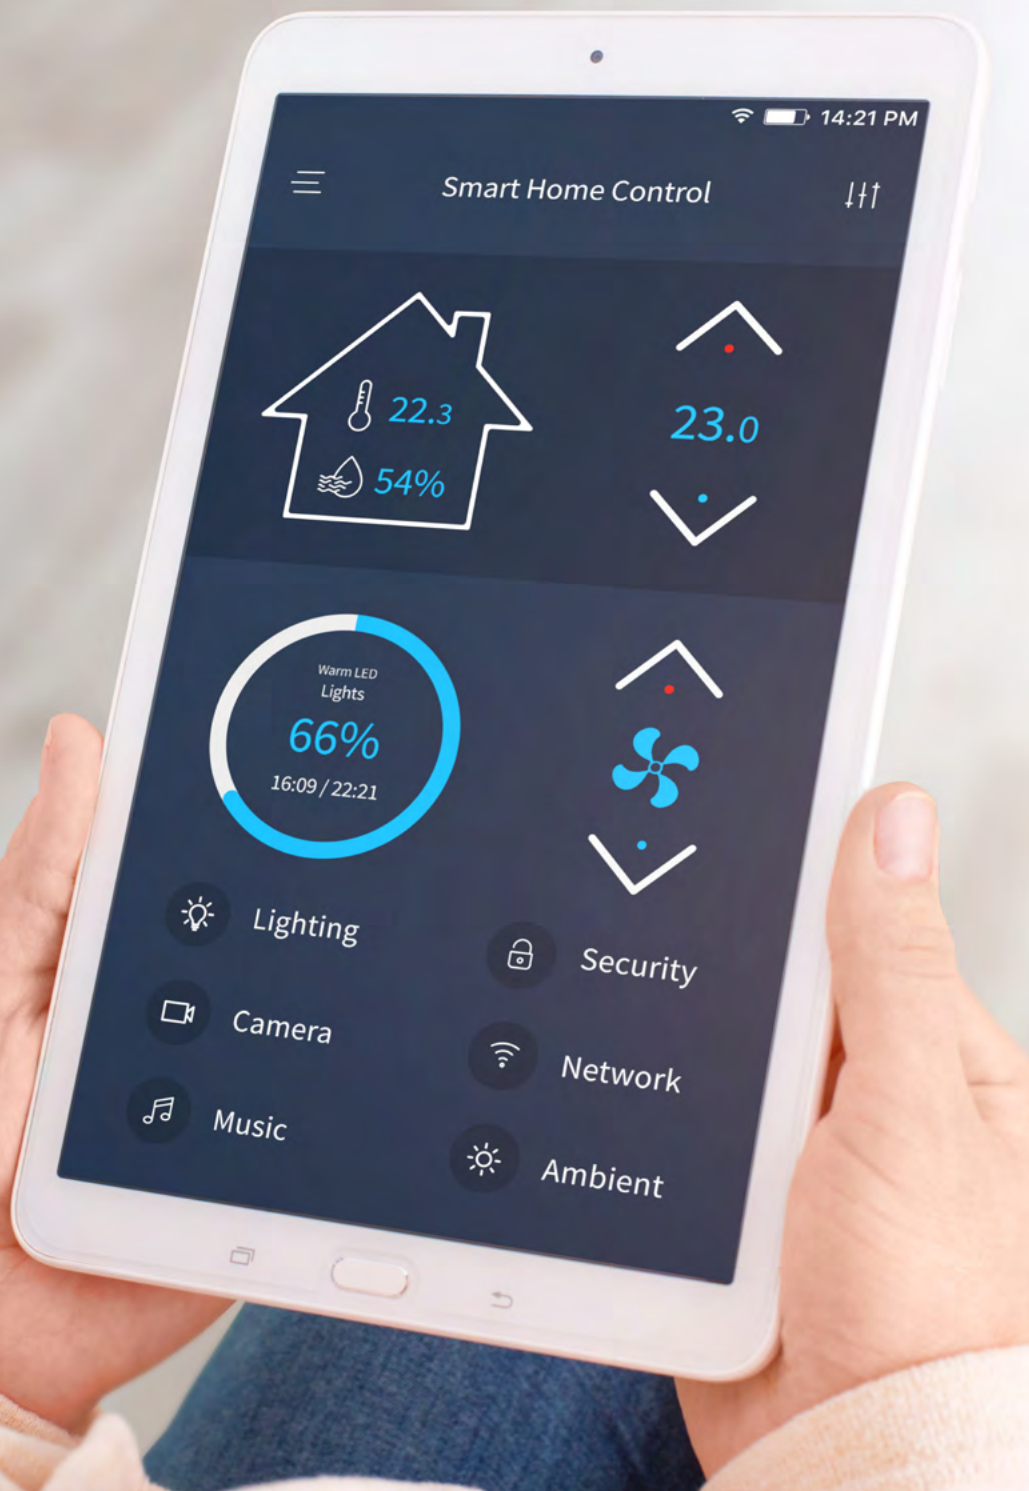 14:21 PM
Smart Home Control
22.3
54%
23.0
Warm LED
Lights
66%
16:09 / 22:21
Lighting
Camera
Music
Security
Network
Ambient